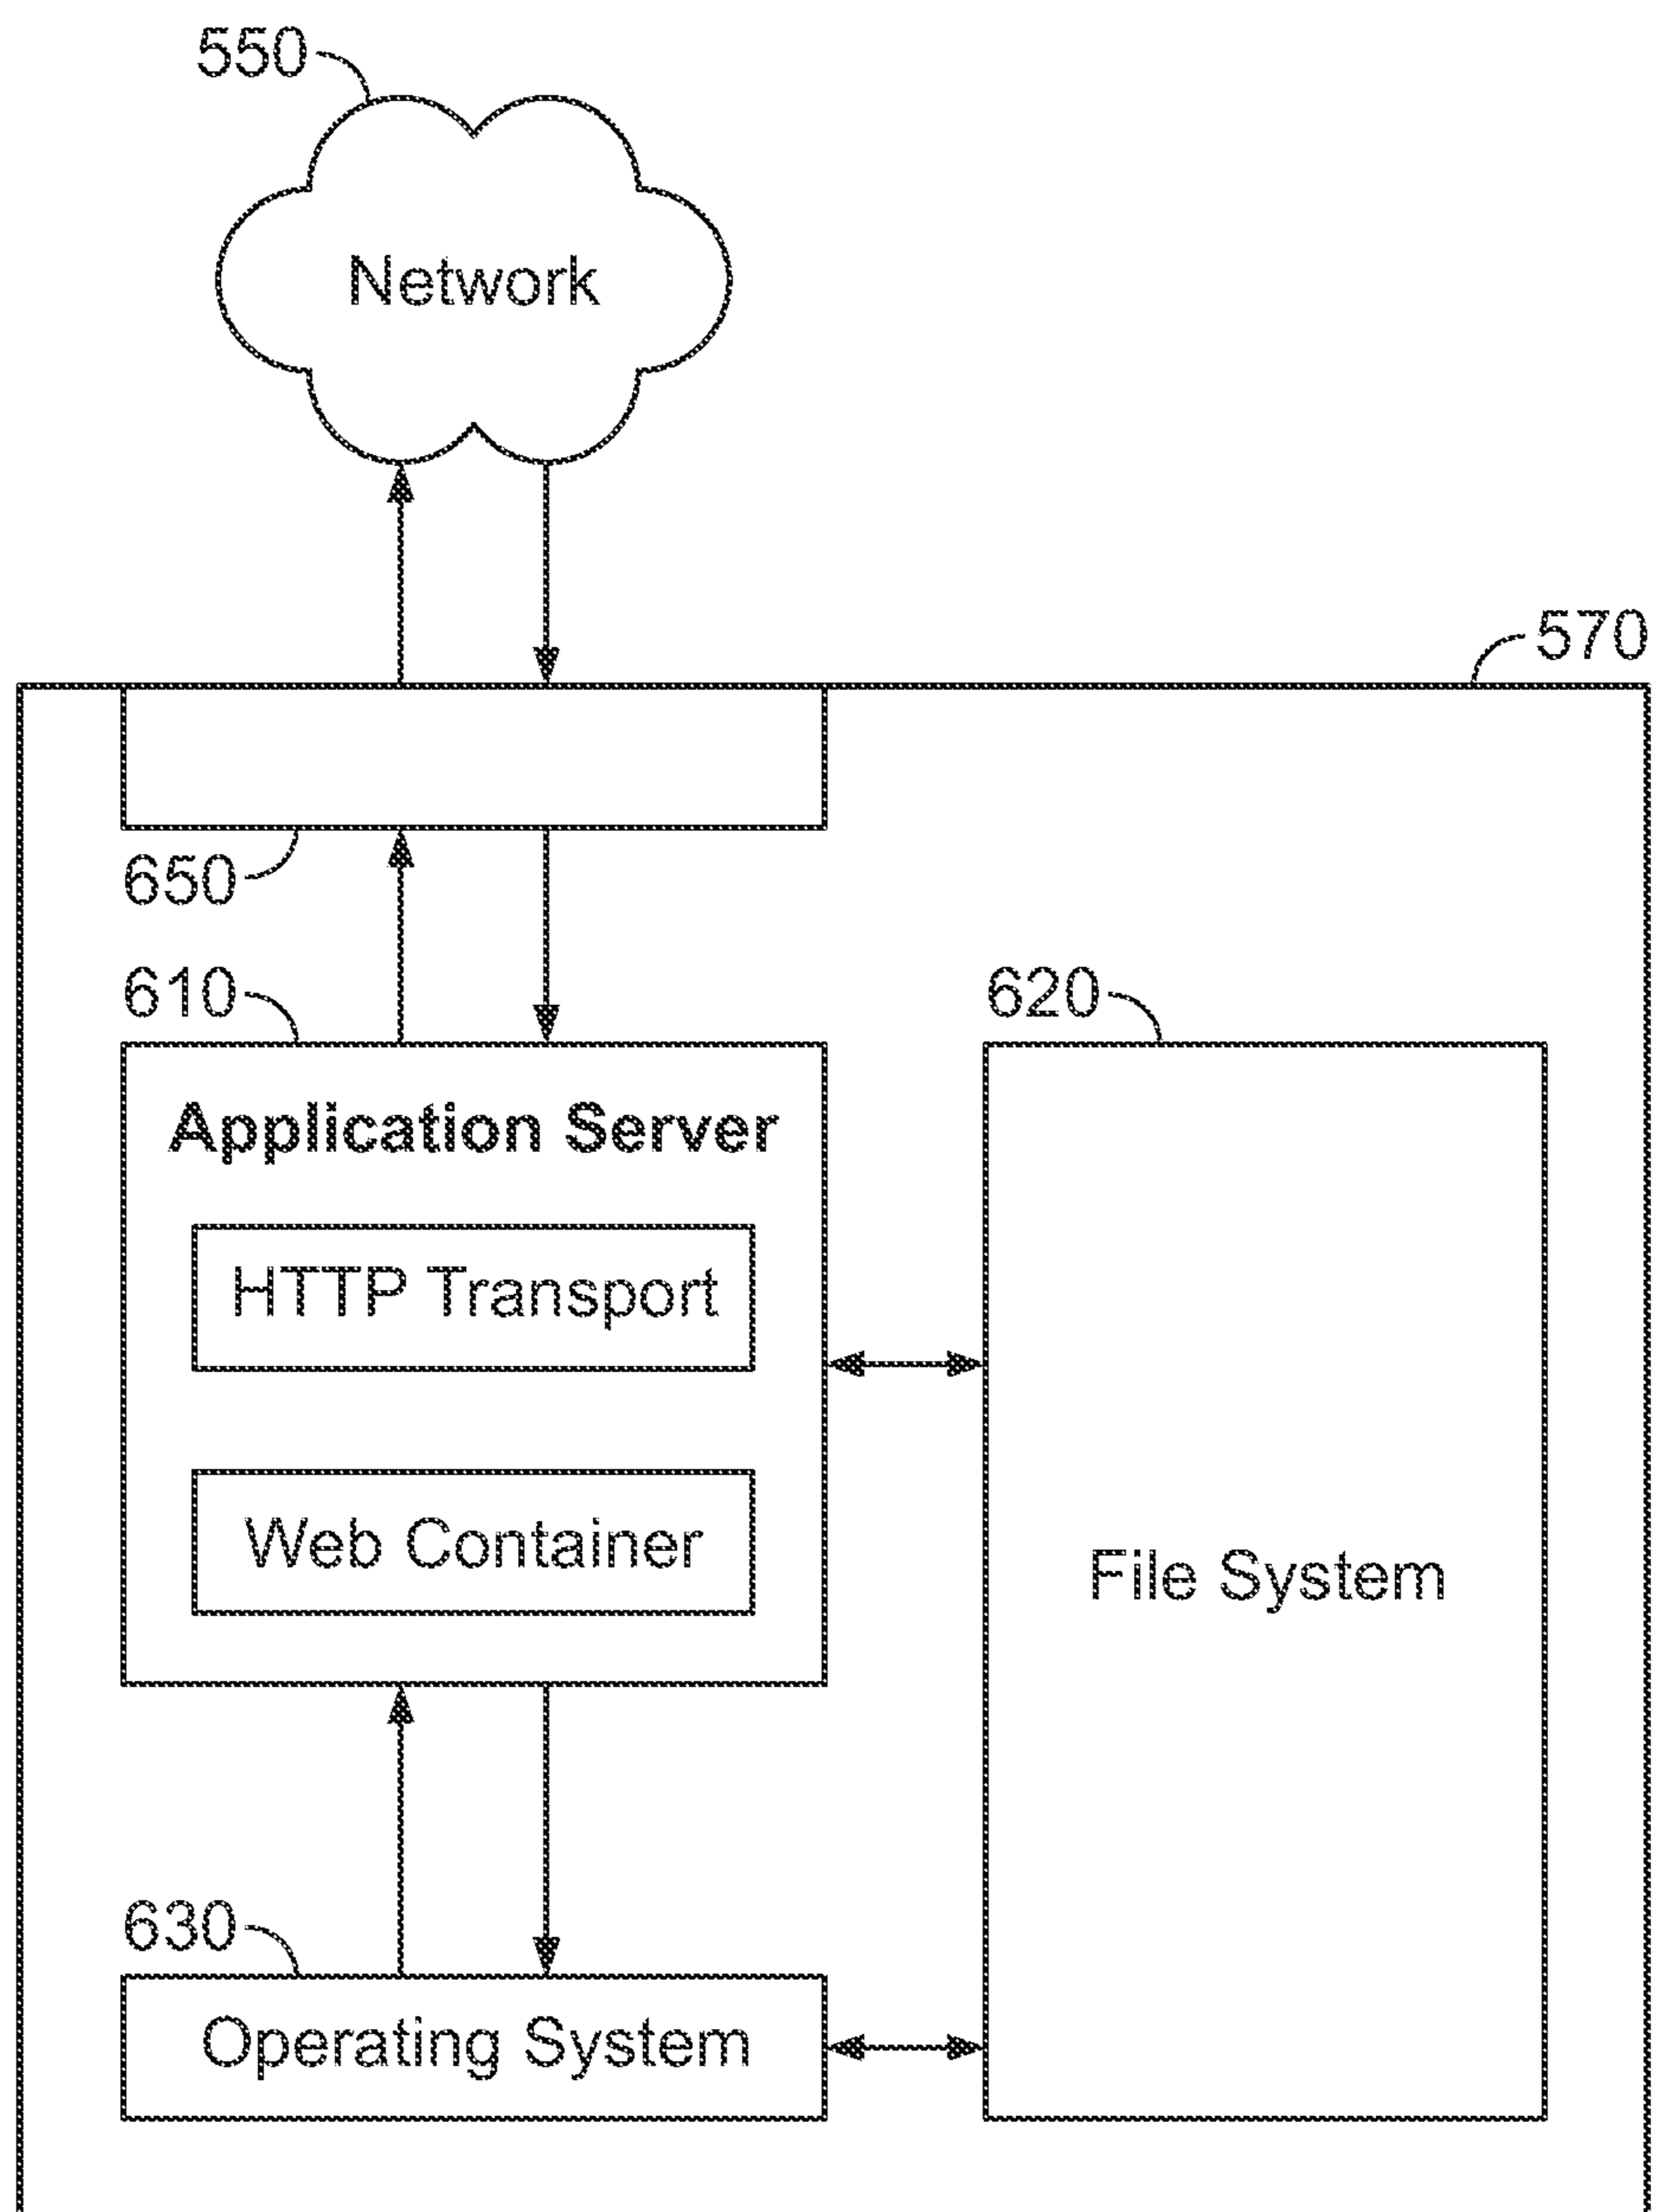 550
Network
570
650
610
620
Application Server
HTTP Transport
Web Container
File System
630
Operating System